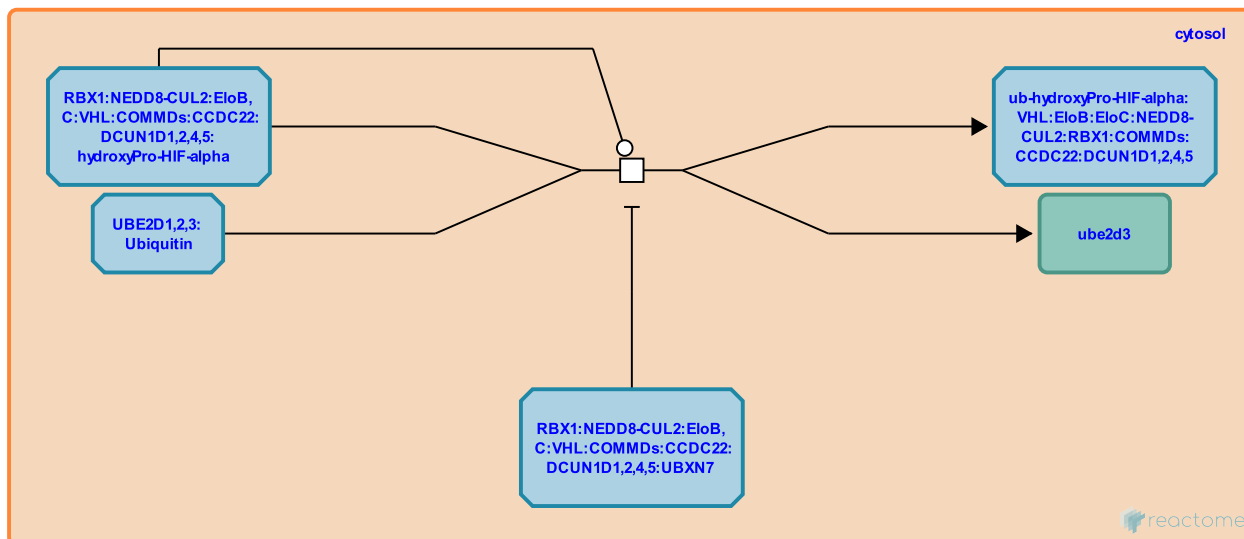 cytosol
RBX1:NEDD8-CUL2:EloB,
C:VHL:COMMDs:CCDC22:
DCUN1D1,2,4,5:
hydroxyPro-HIF-alpha
UBE2D1,2,3:
Ubiquitin
ub-hydroxyPro-HIF-alpha:
VHL:EloB:EloC:NEDD8-
CUL2:RBX1:COMMDs:
CCDC22:DCUN1D1,2,4,5
ube2d3
RBX1:NEDD8-CUL2:EloB,
C:VHL:COMMDs:CCDC22:
DCUN1D1,2,4,5:UBXN7
reactome